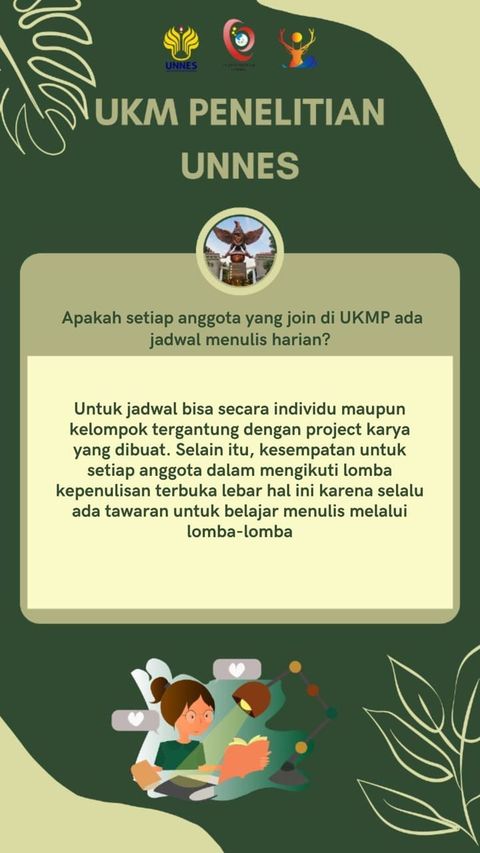 UNNES
UKM PENELITIAN
UNNES
Apakah setiap anggota yang join di UKMP ada
jadwal menulis harian?
Untuk jadwal bisa secara individu maupun
kelompok tergantung dengan project karya
yang dibuat. Selain itu, kesempatan untuk
setiap anggota dalam mengikuti lomba
kepenulisan terbuka lebar hal ini karena selalu
ada tawaran untuk belajar menulis melalui
lomba-lomba